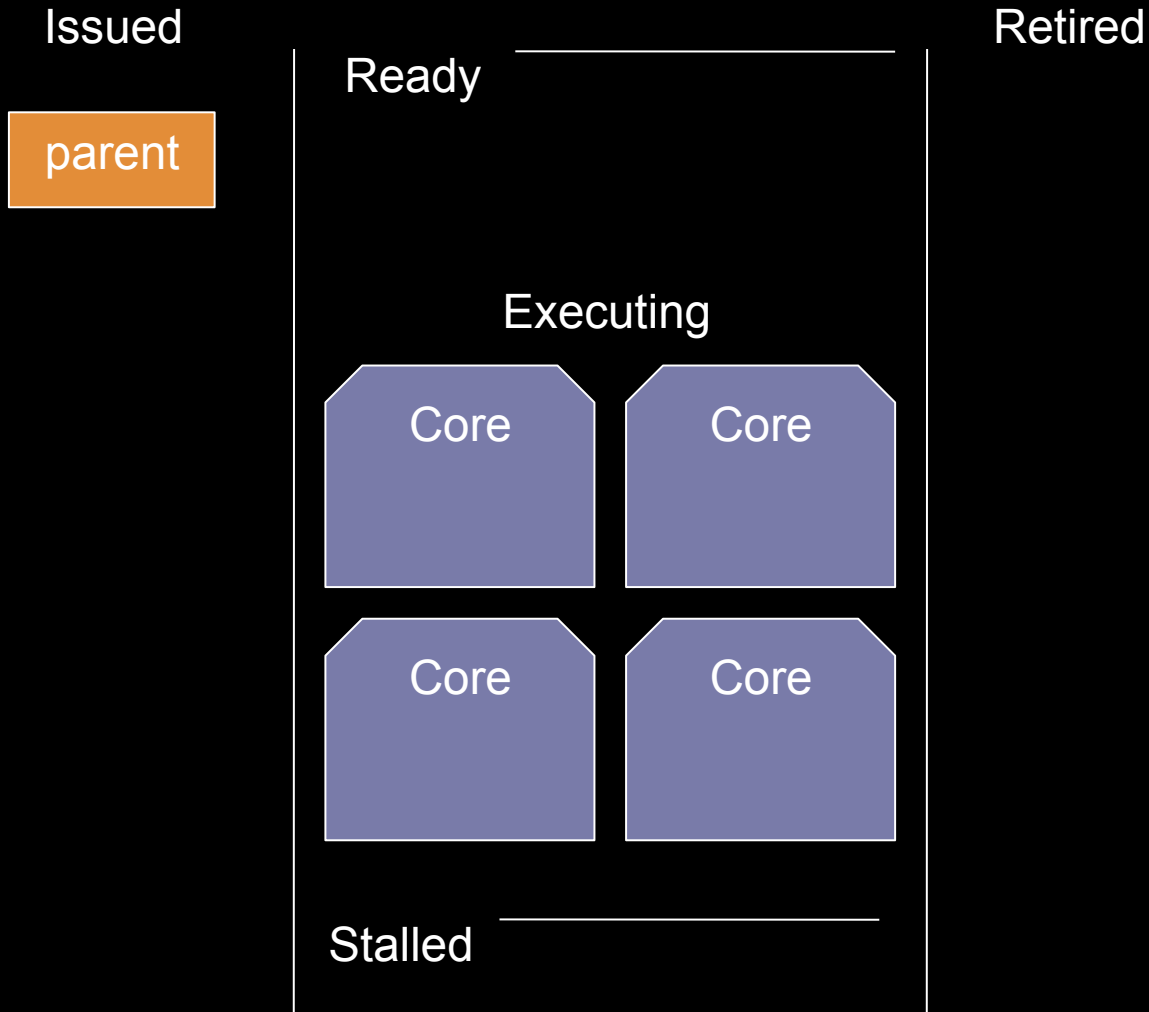 Issued
Retired
Ready
parent
Executing
Core
Core
Core
Core
Stalled